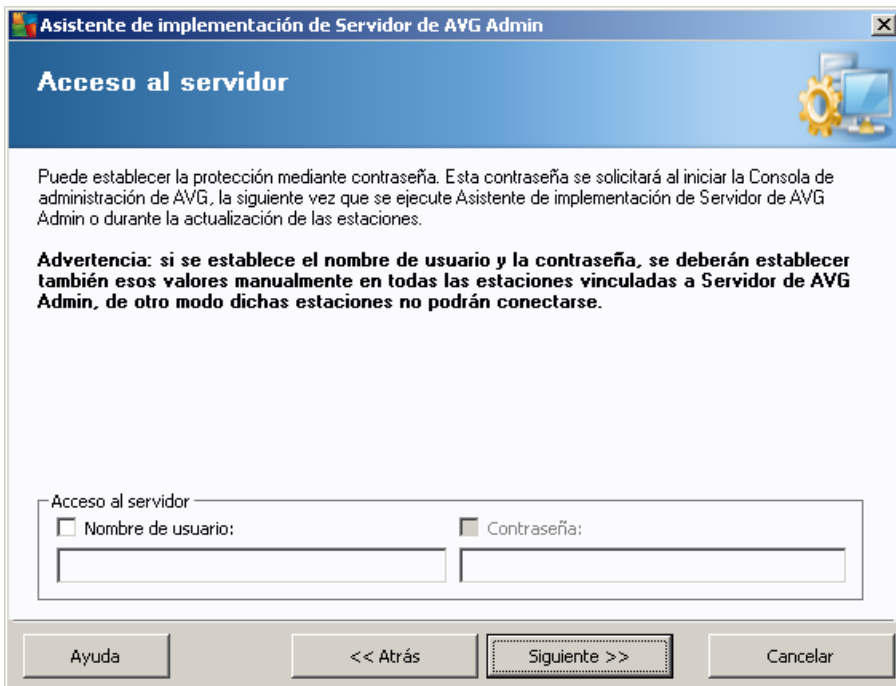 Asistente de implementación de Servidor de AVG Admin
Acceso al servidor
Puede establecer la protección mediante contraseña. Esta contraseña se solicitará al iniciar la Consola de
administración de AVG, la siguiente vez que se ejecute Asistente de implementación de Servidor de AVG
Admin o durante la actualización de las estaciones.
Advertencia: si se establece el nombre de usuario y la contraseña, se deberán establecer
también esos valores manualmente en todas las estaciones vinculadas a Servidor de AVG
Admin, de otro modo dichas estaciones no podrán conectarse.
Acceso al servidor
Nombre de usuario:
Contraseña:
Ayuda
<< Atrás
Siguiente >>
Cancelar